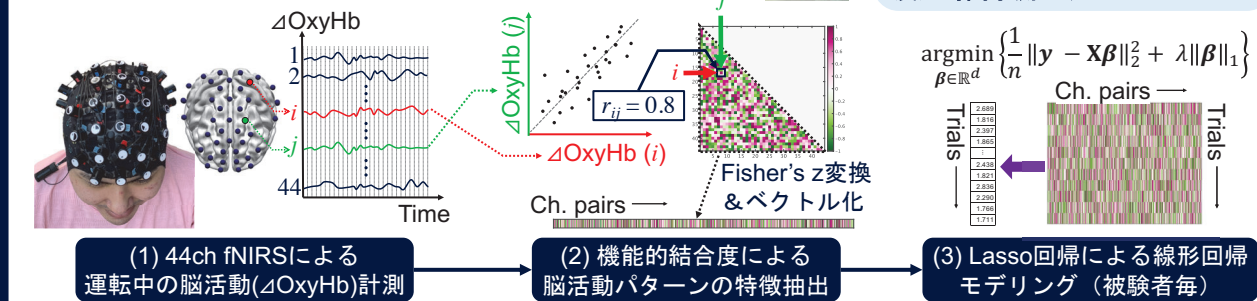 ⊿OxyHb
1
2
i
j
44
Time
⊿OxyHb (j)
⊿OxyHb (i)
r_ij = 0.8
i
j
Fisher's z変換
&ベクトル化
Ch. pairs
argmin β∈ℝ^d {1/n ‖y − Xβ‖₂² + λ‖β‖₁}
Ch. pairs
Trials
2.689
1.816
2.397
1.865
⋮
2.438
1.821
2.836
2.290
1.766
1.711
Trials
(1) 44ch fNIRSによる
運転中の脳活動(⊿OxyHb)計測
(2) 機能的結合度による
脳活動パターンの特徴抽出
(3) Lasso回帰による線形回帰
モデリング（被験者毎）